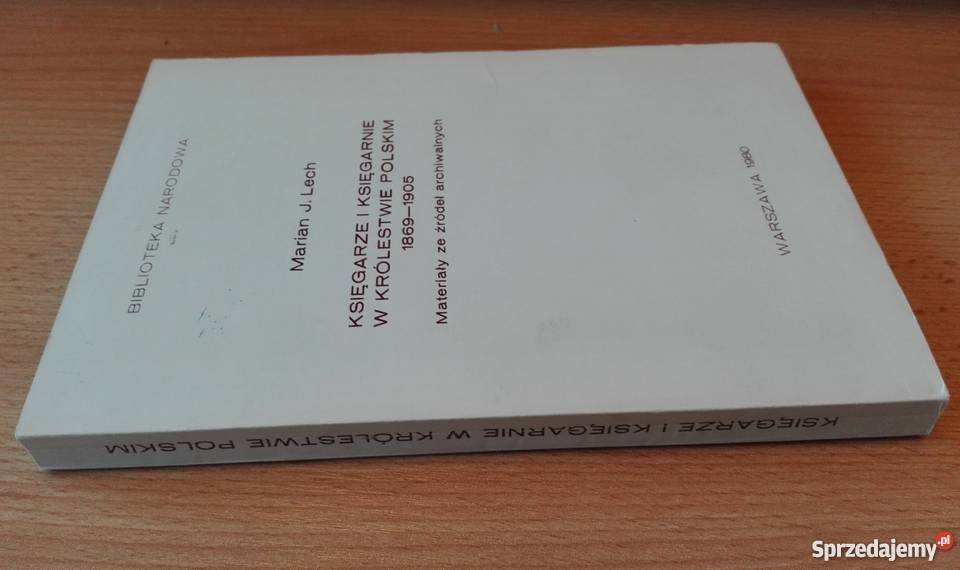 BIBLIOTEKA NARODOWA
Marian J. Lech
KSIĘGARZE I KSIĘGARNIE
W KRÓLESTWIE POLSKIM
1869–1905
Materiały ze źródeł archiwalnych
WARSZAWA 1980
KSIĘGARZE I KSIĘGARNIE W KRÓLESTWIE POLSKIM
Sprzedajemy.pl